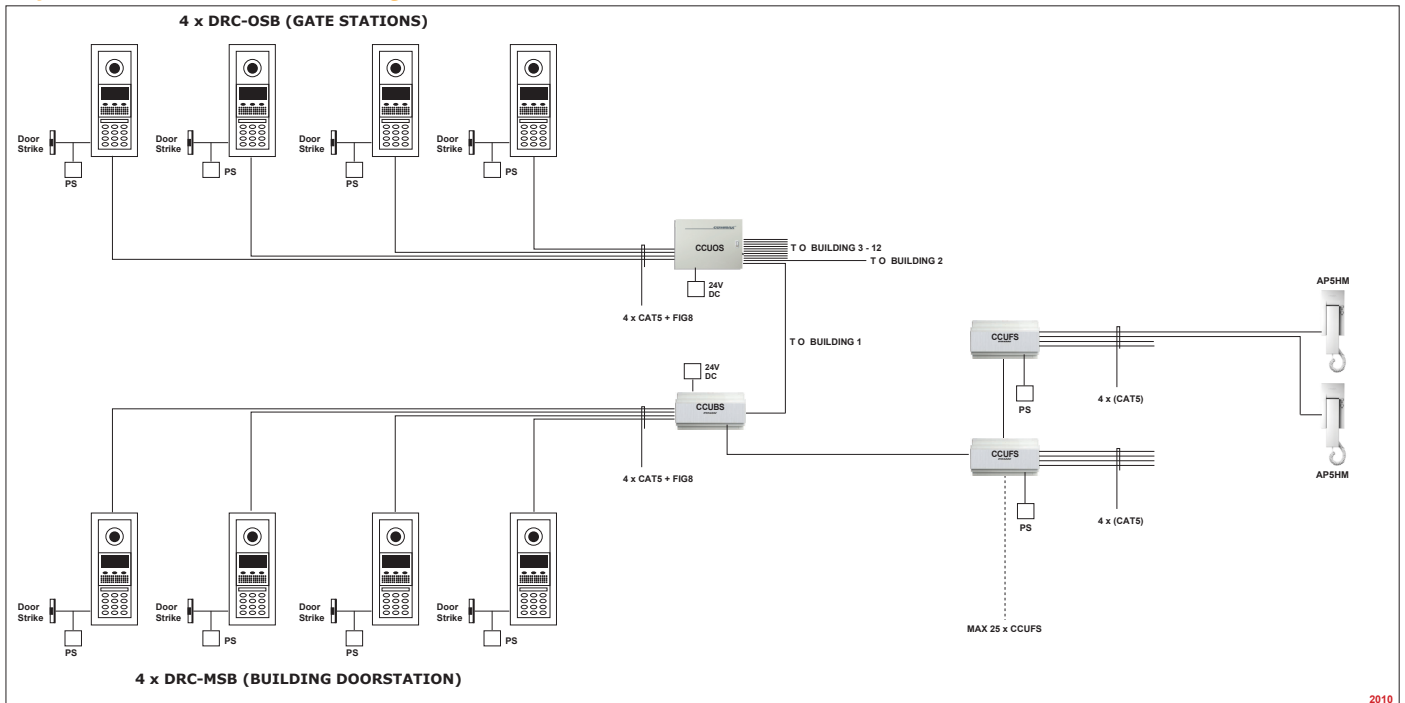 4 x DRC-OSB (GATE STATIONS)
Door
Strike
PS
Door
Strike
PS
Door
Strike
PS
Door
Strike
PS
CCUOS
24V
DC
T O BUILDING 3 - 12
T O BUILDING 2
4 x CAT5 + FIG8
T O BUILDING 1
24V
DC
CCUBS
4 x CAT5 + FIG8
CCUFS
PS
4 x (CAT5)
AP5HM
CCUFS
PS
4 x (CAT5)
AP5HM
MAX 25 x CCUFS
Door
Strike
PS
Door
Strike
PS
Door
Strike
PS
Door
Strike
PS
4 x DRC-MSB (BUILDING DOORSTATION)
2010